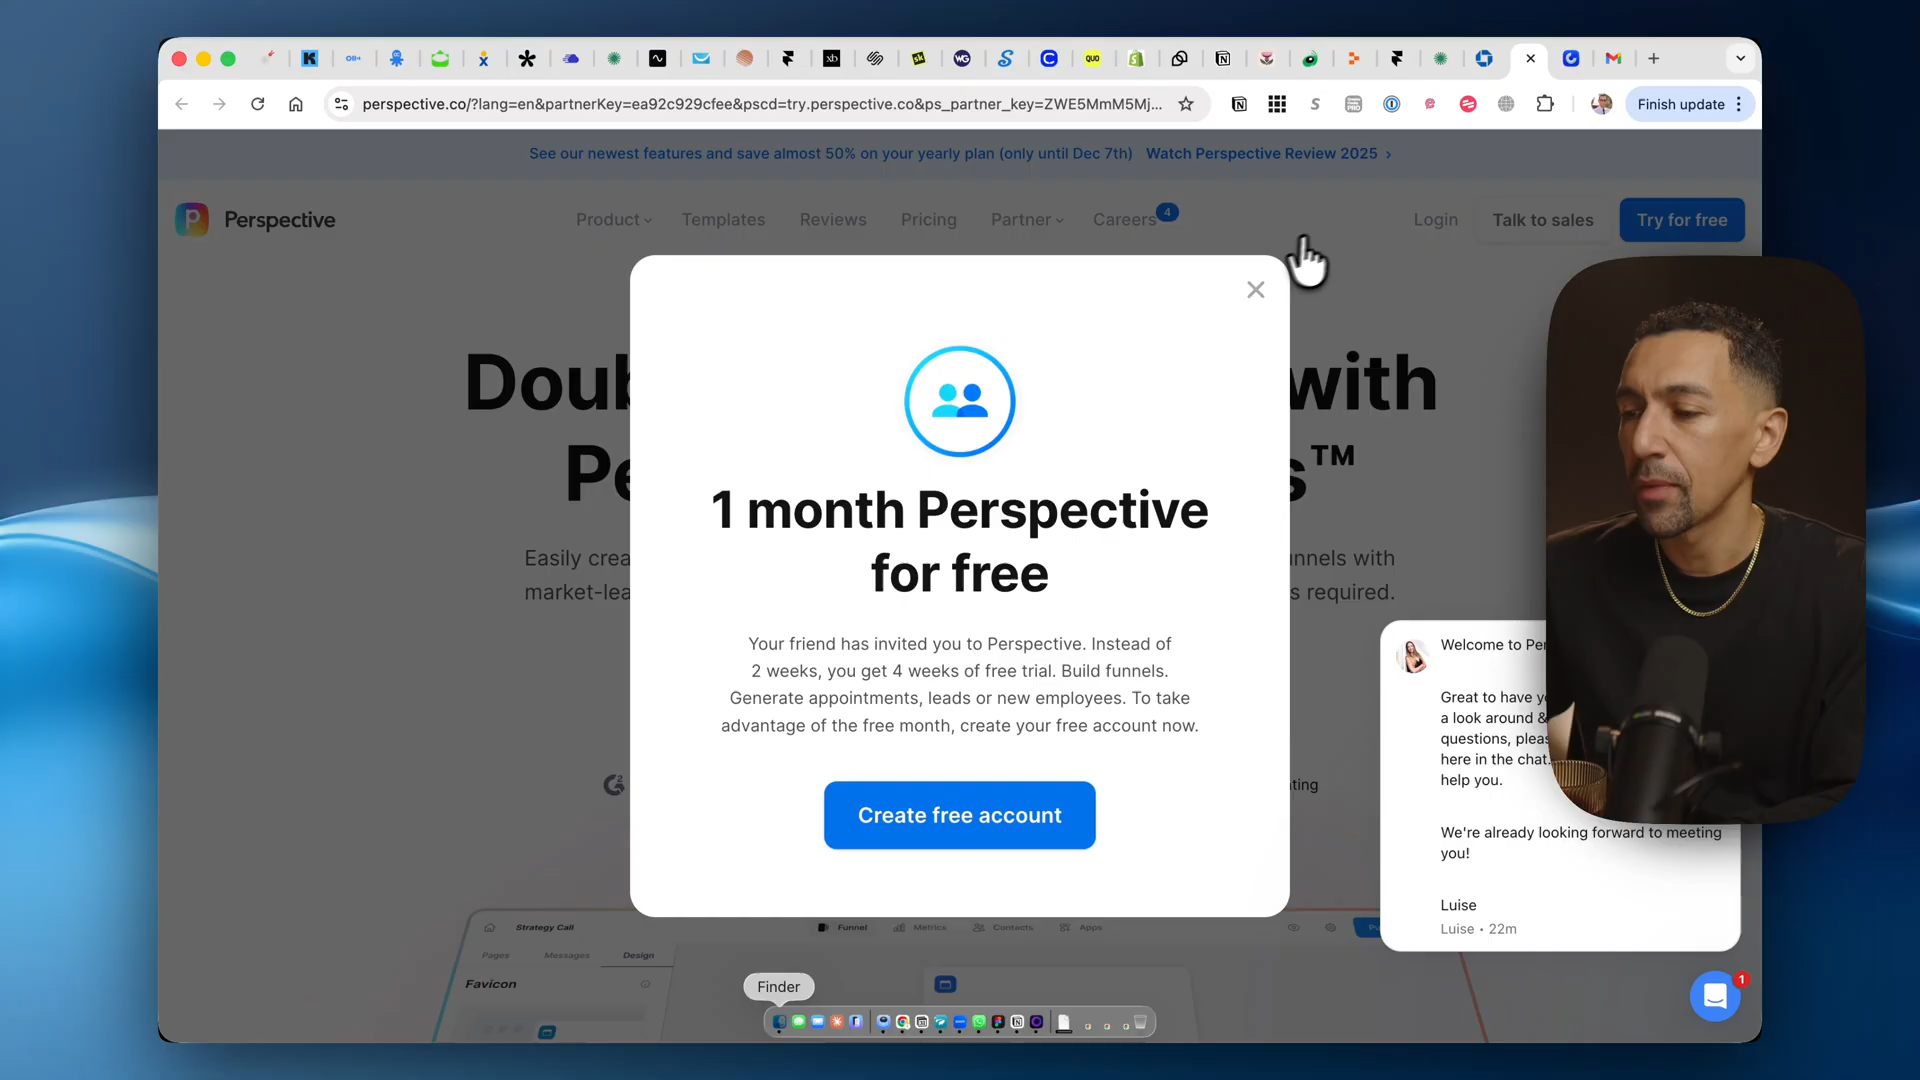 perspective.co/?lang=en&partnerKey=ea92c929cfee&pscd=try.perspective.co&ps_partner_key=ZWE5MmM5Mj...
Finish update
See our newest features and save almost 50% on your yearly plan (only until Dec 7th) Watch Perspective Review 2025 ›
Perspective
Product
Templates
Reviews
Pricing
Partner
Careers
4
Login
Talk to sales
Try for free
Doub
with
Pe
s™
Easily crea
nnels with
market-lea
s required.
1 month Perspective
for free
Your friend has invited you to Perspective. Instead of
2 weeks, you get 4 weeks of free trial. Build funnels.
Generate appointments, leads or new employees. To take
advantage of the free month, create your free account now.
Create free account
ting
Welcome to Per
Great to have y
a look around &
questions, pleas
here in the chat.
help you.
We're already looking forward to meeting
you!
Luise
Luise • 22m
1
Strategy Call
Funnel
Metrics
Contacts
Apps
Pages
Messages
Design
Favicon
Finder